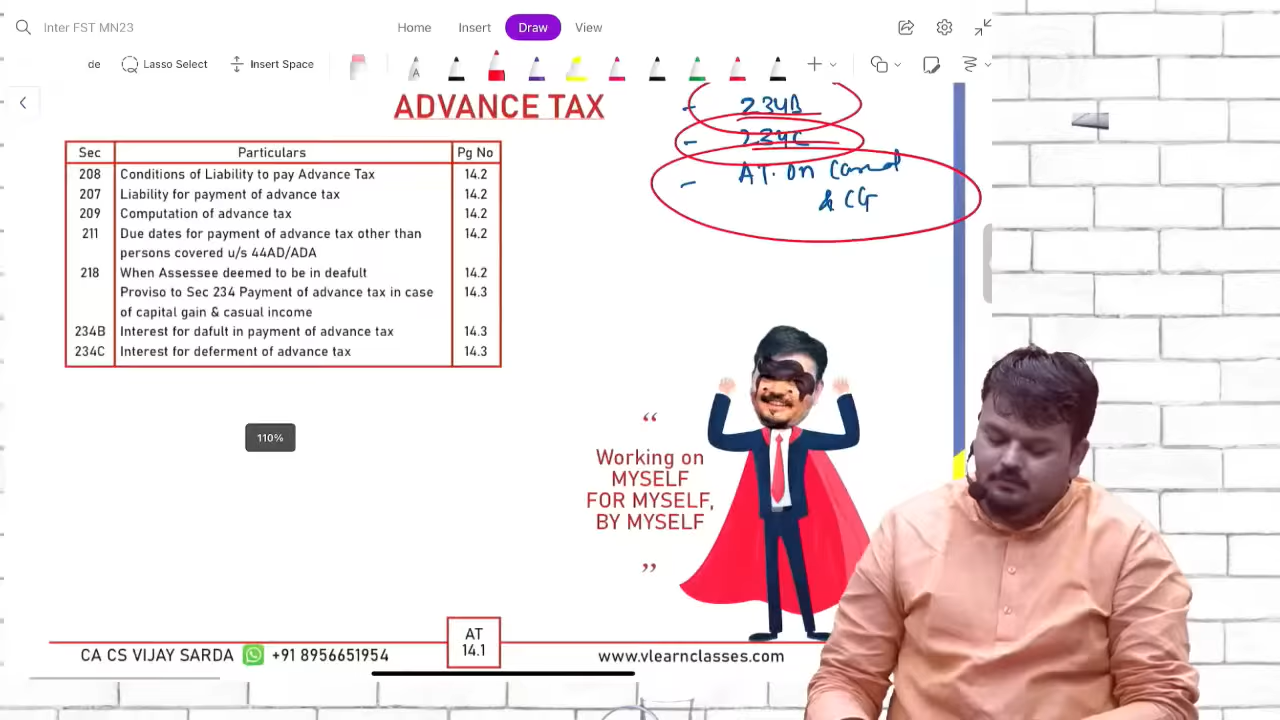 Inter FST MN23
Home Insert Draw View
de Lasso Select Insert Space
A
ADVANCE TAX
- 234B
- 234C
- AT. on Casual
& CG
Sec Particulars Pg No
208 Conditions of Liability to pay Advance Tax 14.2
207 Liability for payment of advance tax 14.2
209 Computation of advance tax 14.2
211 Due dates for payment of advance tax other than 14.2
persons covered u/s 44AD/ADA
218 When Assessee deemed to be in deafult 14.2
Proviso to Sec 234 Payment of advance tax in case 14.3
of capital gain & casual income
234B Interest for dafult in payment of advance tax 14.3
234C Interest for deferment of advance tax 14.3
110%
“
Working on
MYSELF
FOR MYSELF,
BY MYSELF
”
AT
14.1
CA CS VIJAY SARDA +91 8956651954
www.vlearnclasses.com